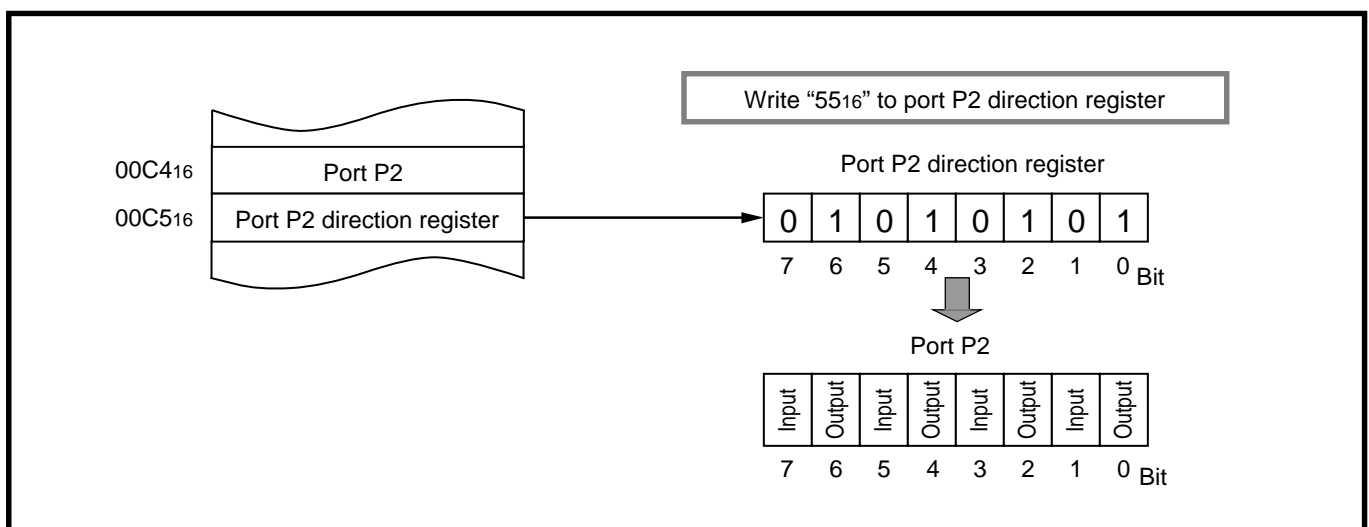 Write “5516” to port P2 direction register
00C416 Port P2
00C516 Port P2 direction register
Port P2 direction register
0 1 0 1 0 1 0 1
7 6 5 4 3 2 1 0 Bit
Port P2
Input Output Input Output Input Output Input Output
7 6 5 4 3 2 1 0 Bit